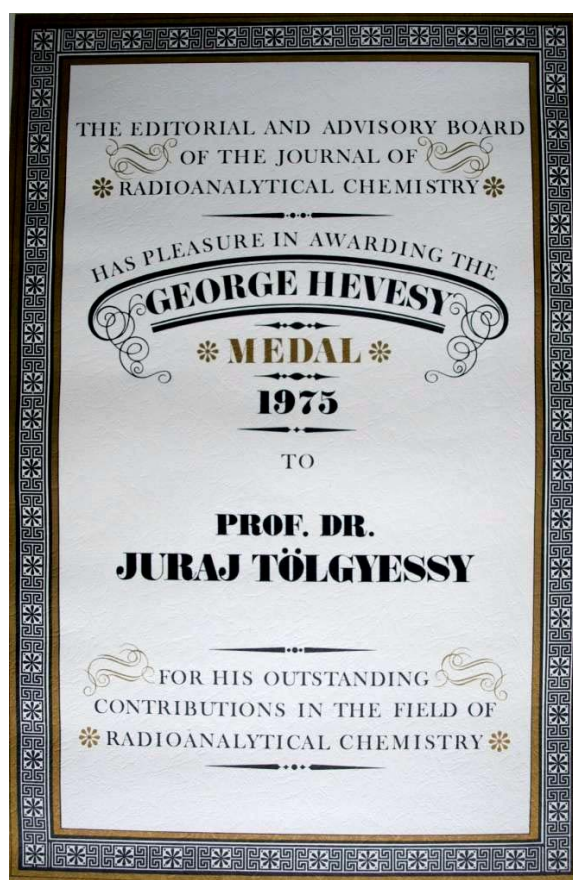 THE EDITORIAL AND ADVISORY BOARD
OF THE JOURNAL OF
RADIOANALYTICAL CHEMISTRY
HAS PLEASURE IN AWARDING THE
GEORGE HEVESY
MEDAL
1975
TO
PROF. DR.
JURAJ TÖLGYESSY
FOR HIS OUTSTANDING
CONTRIBUTIONS IN THE FIELD OF
RADIOANALYTICAL CHEMISTRY